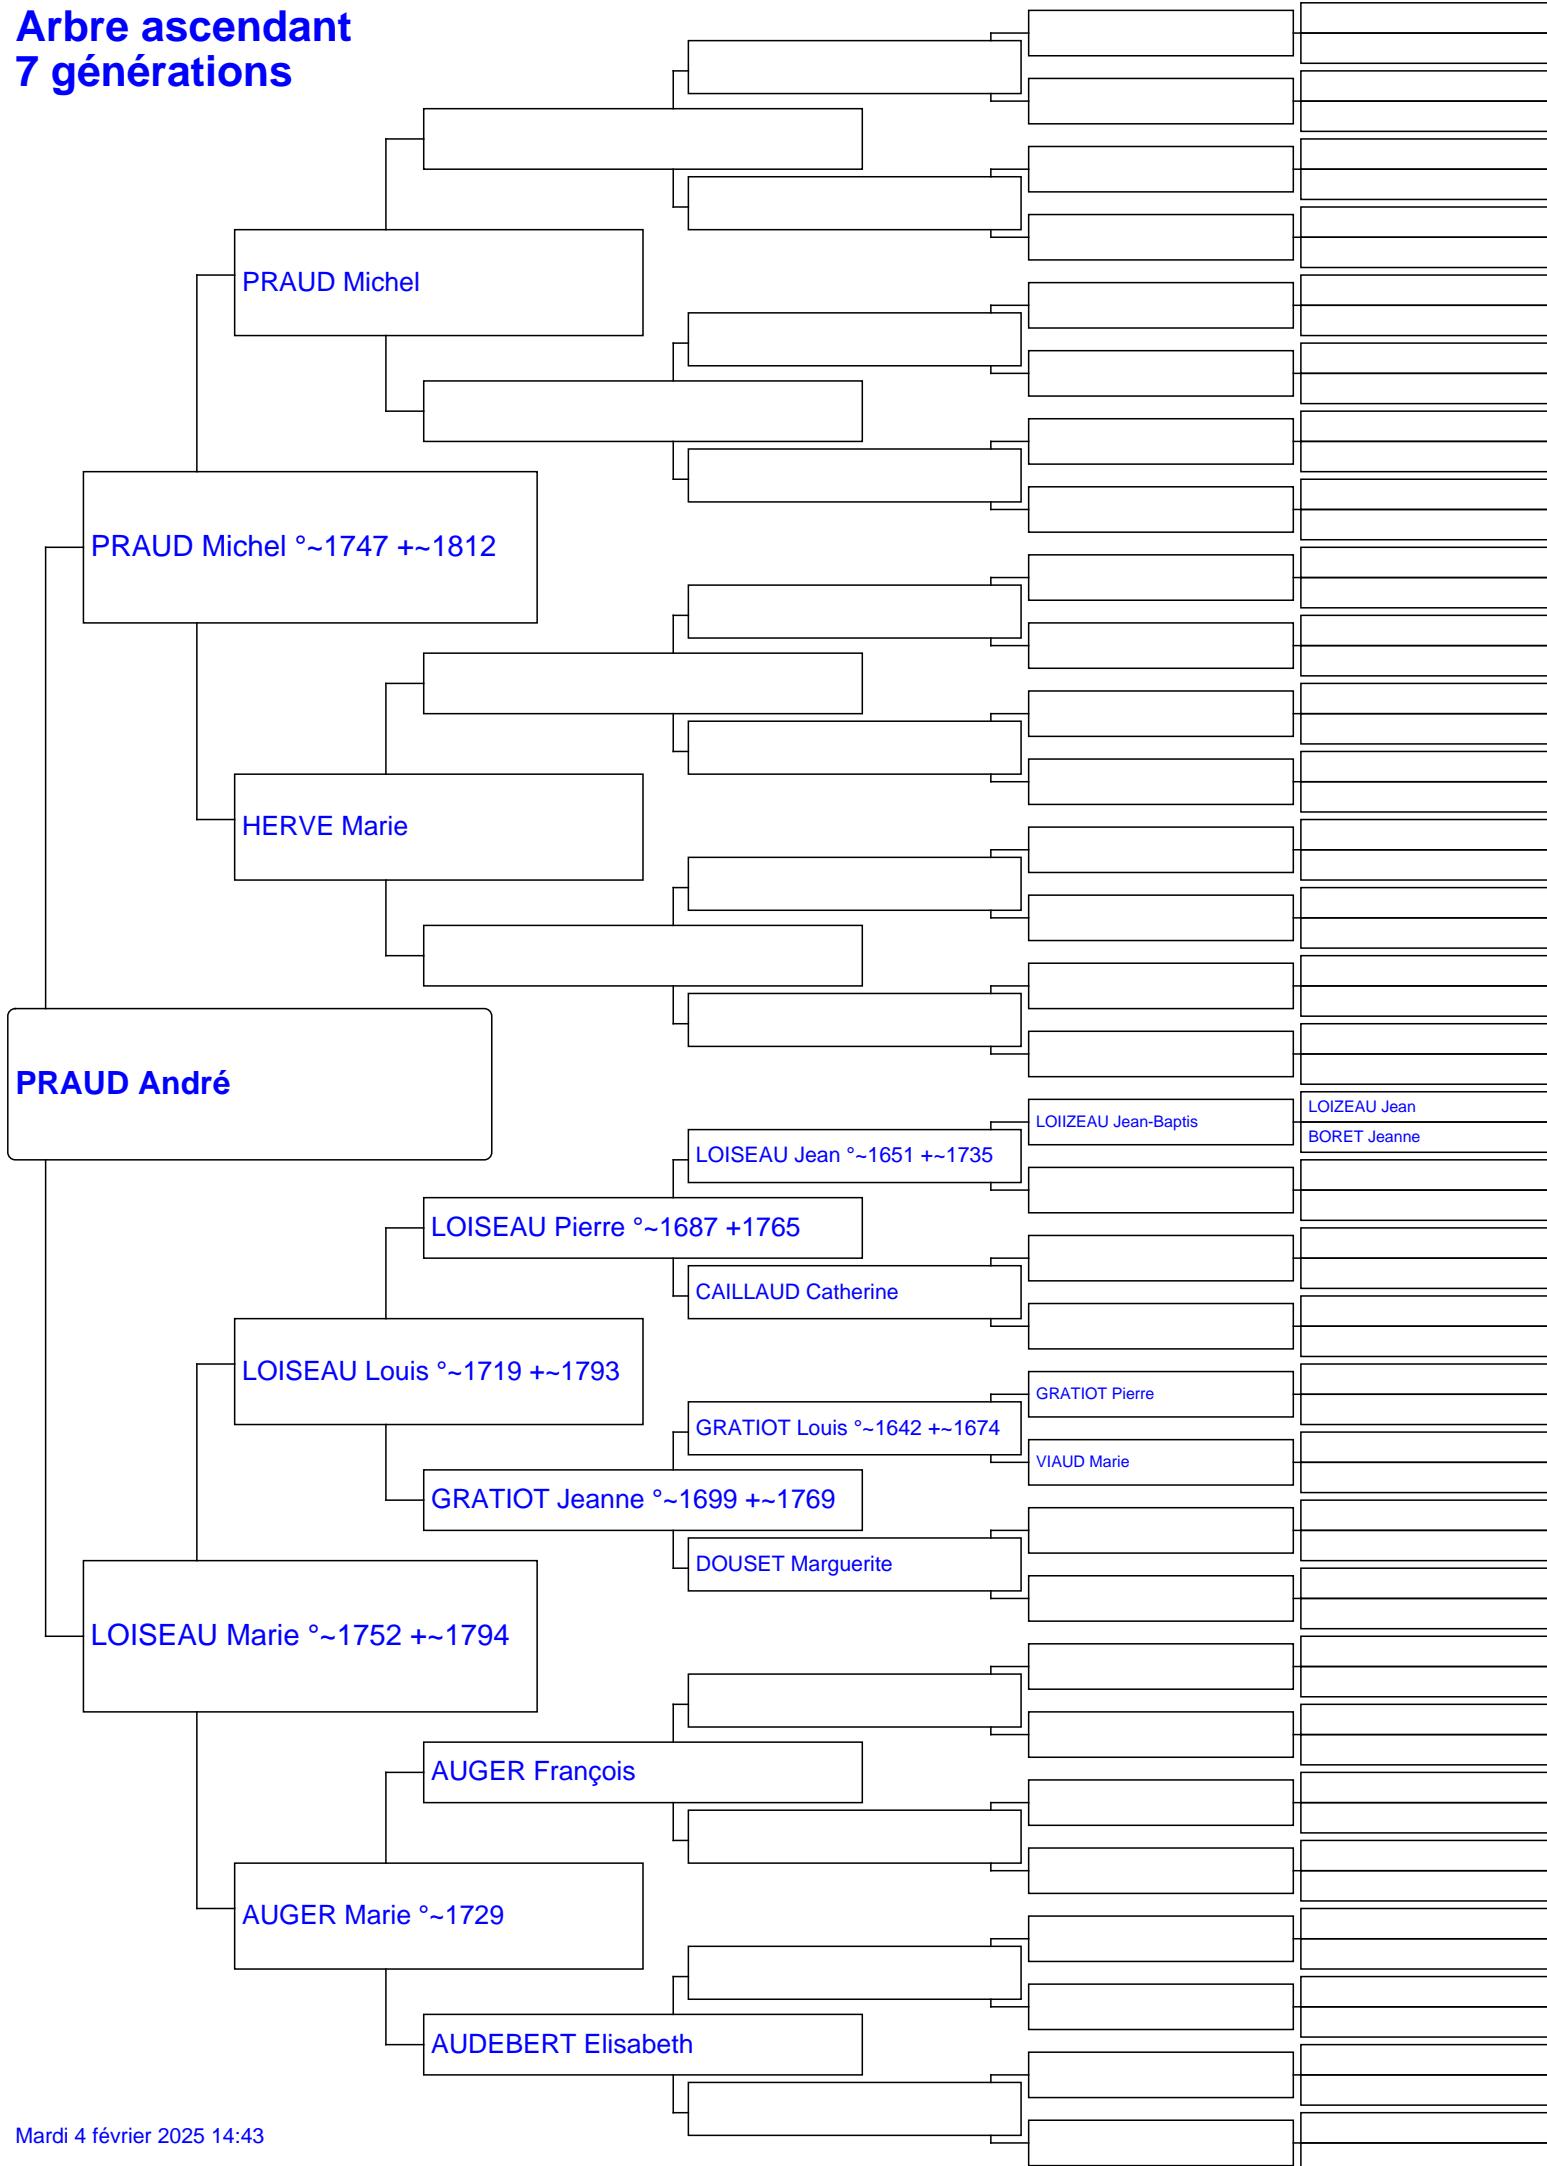 Arbre ascendant
7 générations
PRAUD Michel
PRAUD Michel °~1747 +~1812
HERVE Marie
PRAUD André
LOIIZEAU Jean-Baptis
LOIZEAU Jean
BORET Jeanne
LOISEAU Jean °~1651 +~1735
LOISEAU Pierre °~1687 +1765
CAILLAUD Catherine
LOISEAU Louis °~1719 +~1793
GRATIOT Pierre
GRATIOT Louis °~1642 +~1674
VIAUD Marie
GRATIOT Jeanne °~1699 +~1769
DOUSET Marguerite
LOISEAU Marie °~1752 +~1794
AUGER François
AUGER Marie °~1729
AUDEBERT Elisabeth
Mardi 4 février 2025 14:43